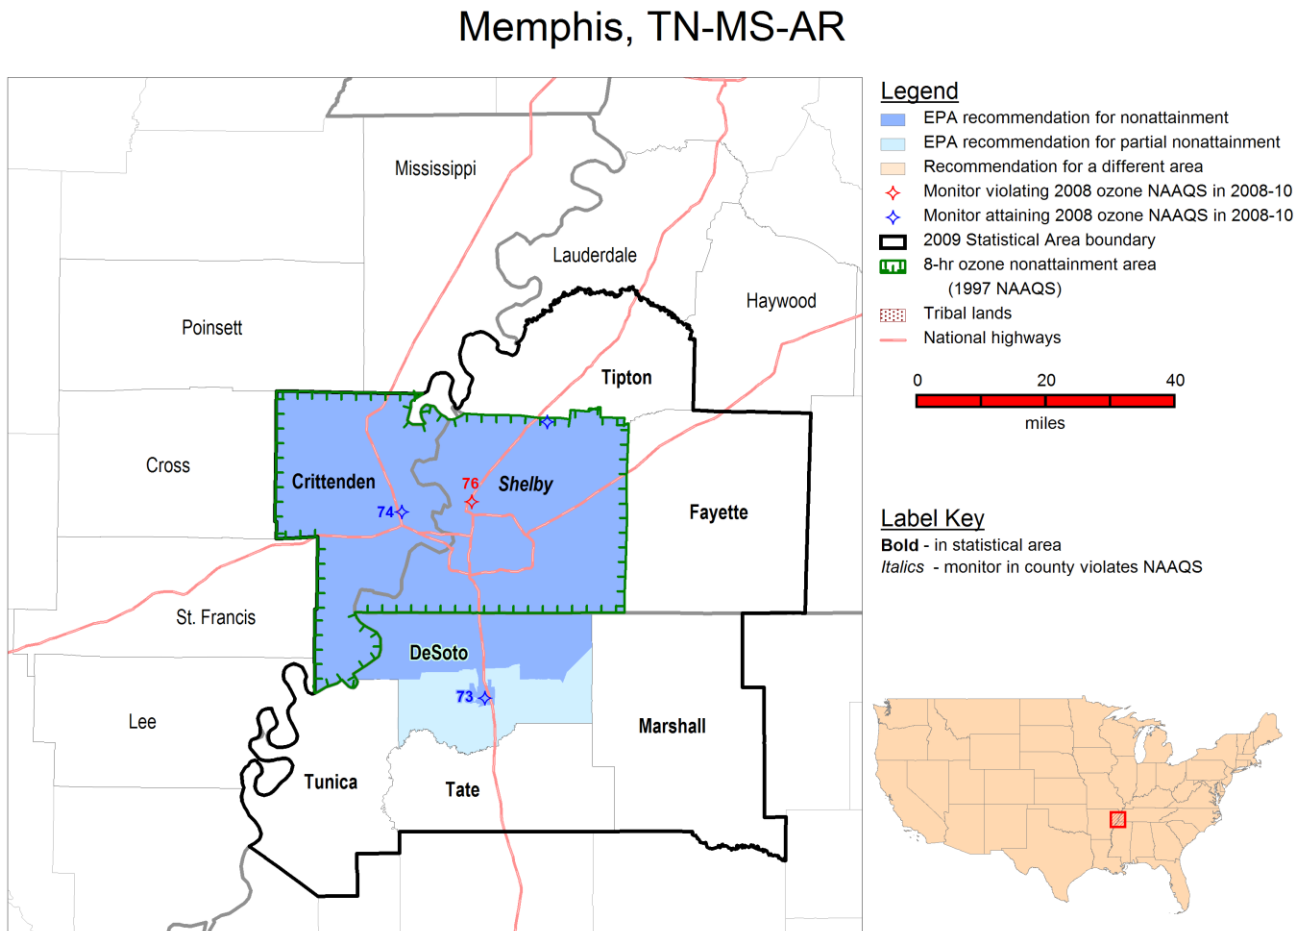 Memphis, TN-MS-AR
Legend
EPA recommendation for nonattainment
EPA recommendation for partial nonattainment
Recommendation for a different area
Monitor violating 2008 ozone NAAQS in 2008-10
Monitor attaining 2008 ozone NAAQS in 2008-10
2009 Statistical Area boundary
8-hr ozone nonattainment area
(1997 NAAQS)
Tribal lands
National highways
0 20 40
miles
Label Key
Bold - in statistical area
Italics - monitor in county violates NAAQS
Mississippi
Lauderdale
Haywood
Poinsett
Tipton
Cross
Crittenden
76
Shelby
74
Fayette
St. Francis
DeSoto
73
Lee
Marshall
Tunica
Tate